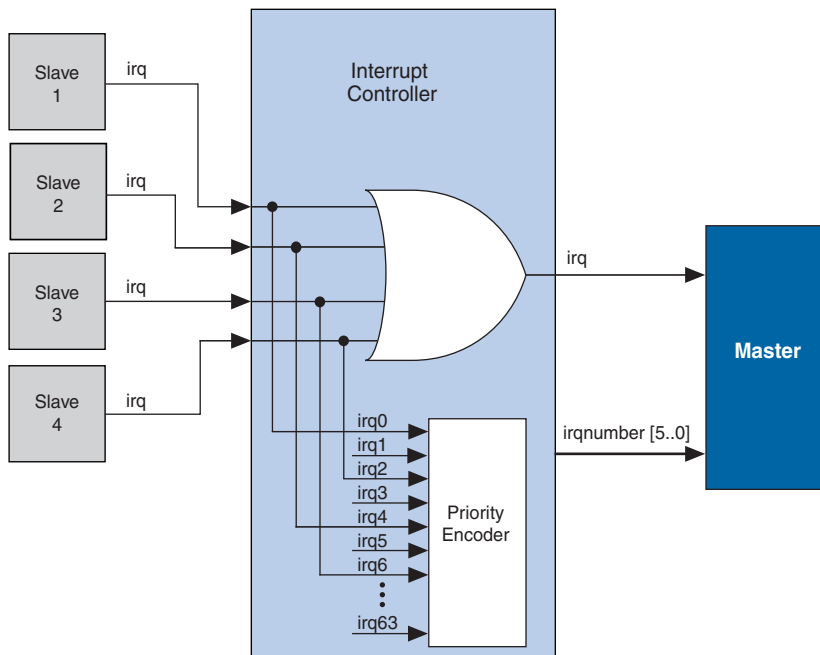 Slave
1
irq
Slave
2
irq
Slave
3
irq
Slave
4
irq
Interrupt
Controller
irq
irqnumber [5..0]
Master
irq0
irq1
irq2
irq3
irq4
irq5
irq6
irq63
Priority
Encoder